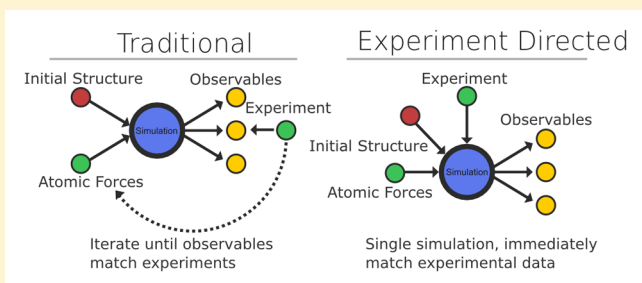 Traditional
Initial Structure
Observables
Experiment
Simulation
Atomic Forces
Iterate until observables
match experiments
Experiment Directed
Experiment
Observables
Initial Structure
Simulation
Atomic Forces
Single simulation, immediately
match experimental data